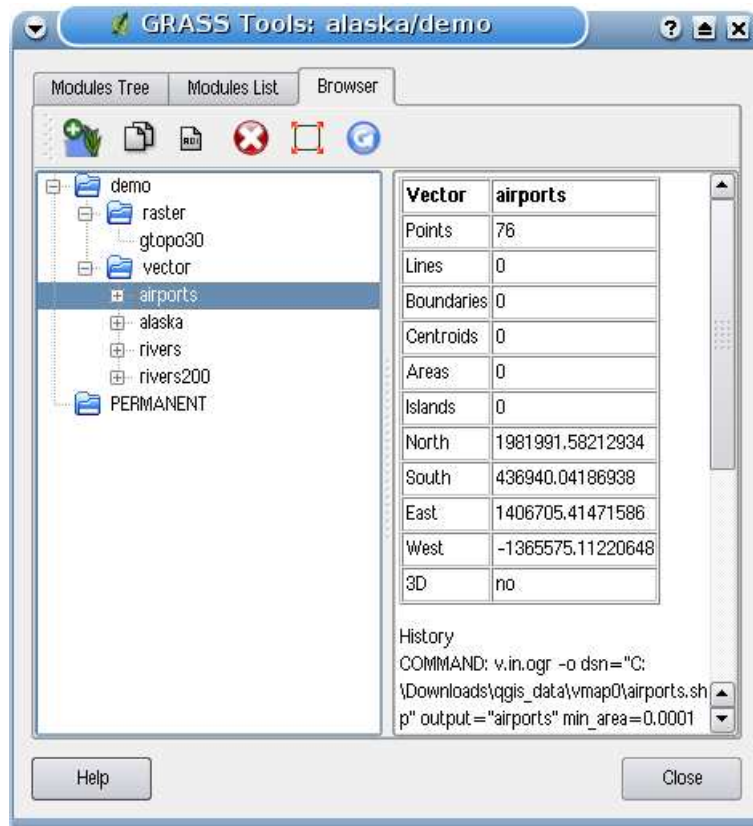 GRASS Tools: alaska/demo
Modules Tree
Modules List
Browser
demo
raster
gtopo30
vector
airports
alaska
rivers
rivers200
PERMANENT
Vector airports
Points 76
Lines 0
Boundaries 0
Centroids 0
Areas 0
Islands 0
North 1981991.58212934
South 436940.04186938
East 1406705.41471586
West -1365575.11220648
3D no
History
COMMAND: v.in.ogr -o dsn="C:
\Downloads\qgis_data\vmap0\airports.sh
p" output="airports" min_area=0.0001
Help
Close